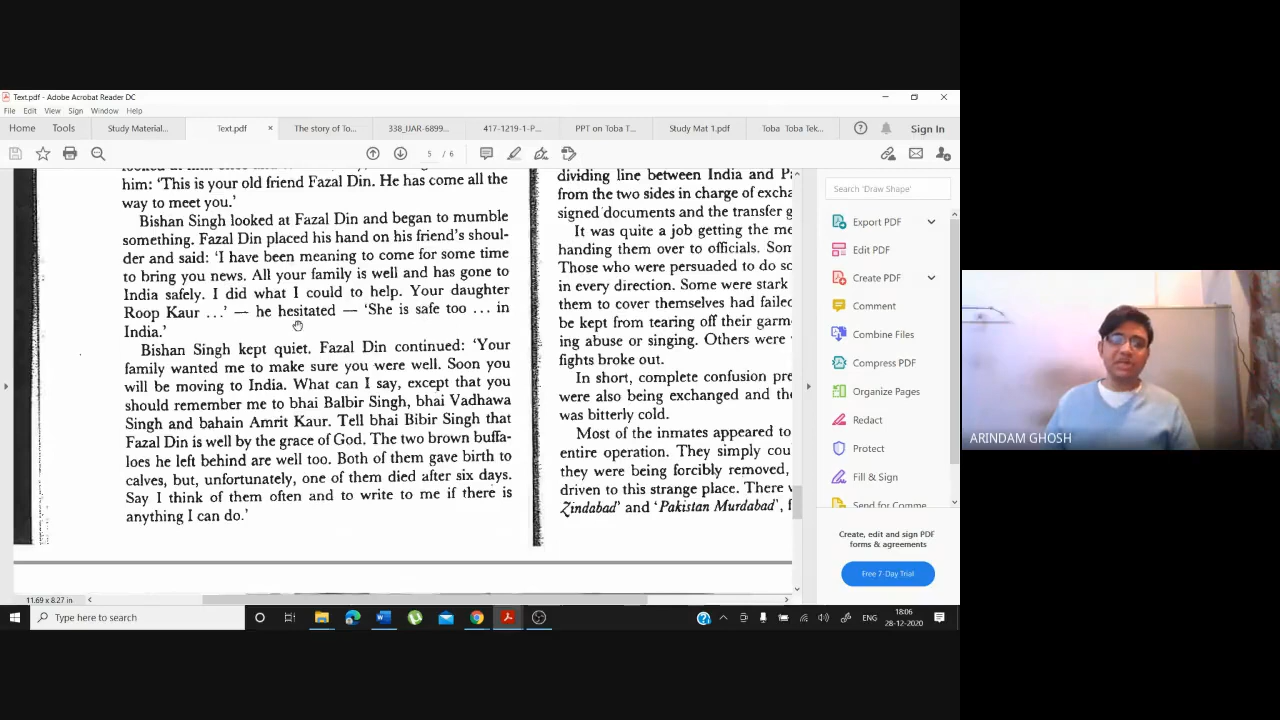 Text.pdf - Adobe Acrobat Reader DC
File Edit View Sign Window Help
Home Tools Study Material... Text.pdf × The story of To... 338_IJAR-6899... 417-1219-1-P... PPT on Toba T... Study Mat 1.pdf Toba Toba Tek... Sign In
5 / 6
him: 'This is your old friend Fazal Din. He has come all the
way to meet you.'
Bishan Singh looked at Fazal Din and began to mumble
something. Fazal Din placed his hand on his friend's shoul-
der and said: 'I have been meaning to come for some time
to bring you news. All your family is well and has gone to
India safely. I did what I could to help. Your daughter
Roop Kaur ...' — he hesitated — 'She is safe too ... in
India.'
Bishan Singh kept quiet. Fazal Din continued: 'Your
family wanted me to make sure you were well. Soon you
will be moving to India. What can I say, except that you
should remember me to bhai Balbir Singh, bhai Vadhawa
Singh and bahain Amrit Kaur. Tell bhai Bibir Singh that
Fazal Din is well by the grace of God. The two brown buffa-
loes he left behind are well too. Both of them gave birth to
calves, but, unfortunately, one of them died after six days.
Say I think of them often and to write to me if there is
anything I can do.'
dividing line between India and P
from the two sides in charge of excha
signed documents and the transfer g
It was quite a job getting the me
handing them over to officials. Som
Those who were persuaded to do so
in every direction. Some were stark
them to cover themselves had failed
be kept from tearing off their garm
ing abuse or singing. Others were
fights broke out.
In short, complete confusion pre
were also being exchanged and the
was bitterly cold.
Most of the inmates appeared to
entire operation. They simply cou
they were being forcibly removed,
driven to this strange place. There
Zindabad' and 'Pakistan Murdabad', f
11.69 x 8.27 in
Search 'Draw Shape'
Export PDF
Edit PDF
Create PDF
Comment
Combine Files
Compress PDF
Organize Pages
Redact
Protect
Fill & Sign
Send for Comme
Create, edit and sign PDF
forms & agreements
Free 7-Day Trial
ARINDAM GHOSH
Type here to search
ENG
18:06
28-12-2020